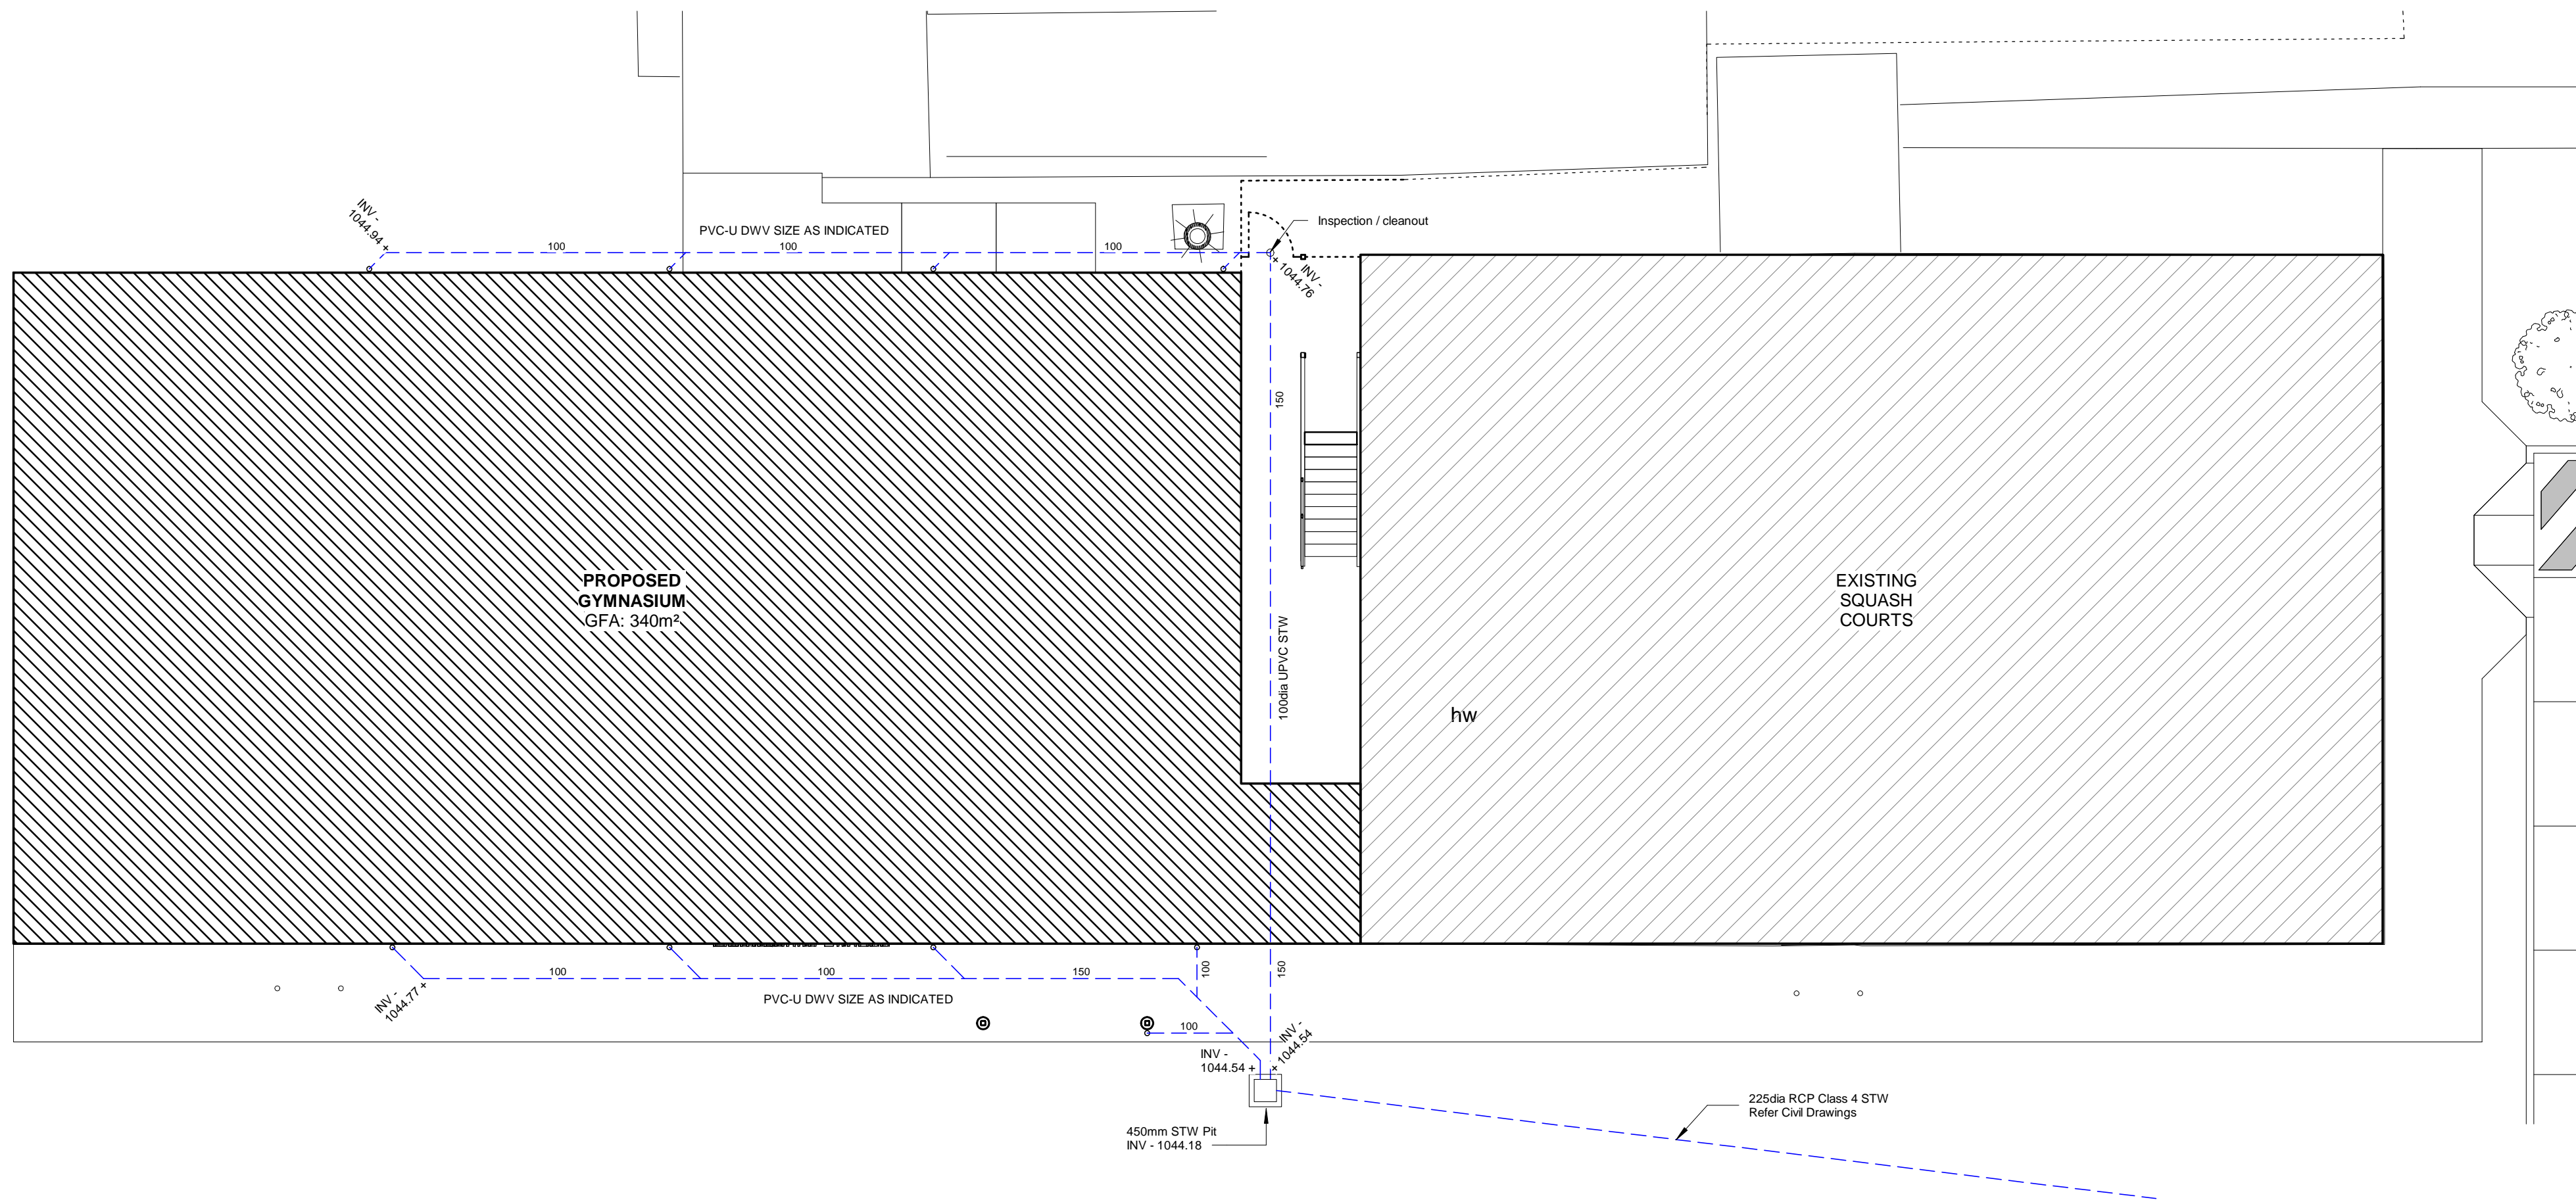 INV -
1044.94
PVC-U DWV SIZE AS INDICATED
Inspection / cleanout
100
100
100
INV -
1044.76
150
PROPOSED
GYMNASIUM
GFA: 340m²
EXISTING
SQUASH
COURTS
100dia UPVC STW
hw
100
100
150
100
150
INV -
1044.77
PVC-U DWV SIZE AS INDICATED
100
INV -
1044.54
INV -
1044.54
225dia RCP Class 4 STW
Refer Civil Drawings
450mm STW Pit
INV - 1044.18